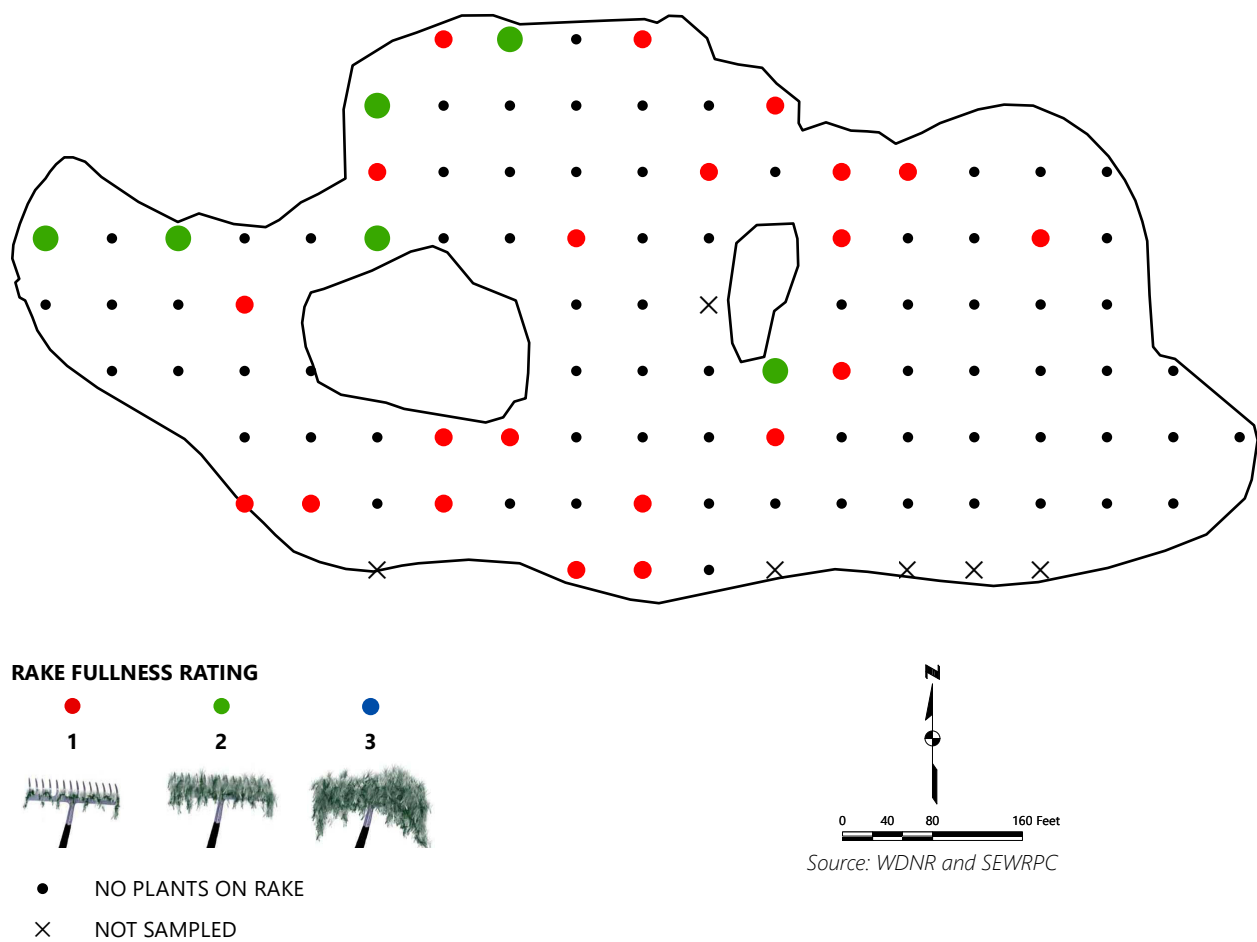 RAKE FULLNESS RATING
1 2 3
NO PLANTS ON RAKE
NOT SAMPLED
N
0 40 80 160 Feet
Source: WDNR and SEWRPC